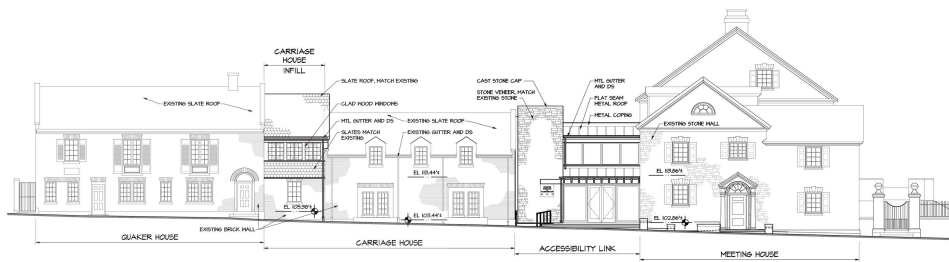 CARRIAGE
HOUSE
INFILL
SLATE ROOF, MATCH EXISTING
CLAD WOOD WINDOWS
MTL GUTTER AND DS
SLATES MATCH
EXISTING
EXISTING SLATE ROOF
EXISTING SLATE ROOF
EXISTING GUTTER AND DS
CAST STONE CAP
STONE VENEER, MATCH
EXISTING STONE
MTL GUTTER
AND DS
FLAT SEAM
METAL ROOF
METAL COPING
EXISTING STONE WALL
EL 113.44'±
EL 113.86'±
EL 105.38'±
EL 103.44'±
EL 102.86'±
EXISTING BRICK WALL
QUAKER HOUSE
CARRIAGE HOUSE
ACCESSIBILITY LINK
MEETING HOUSE